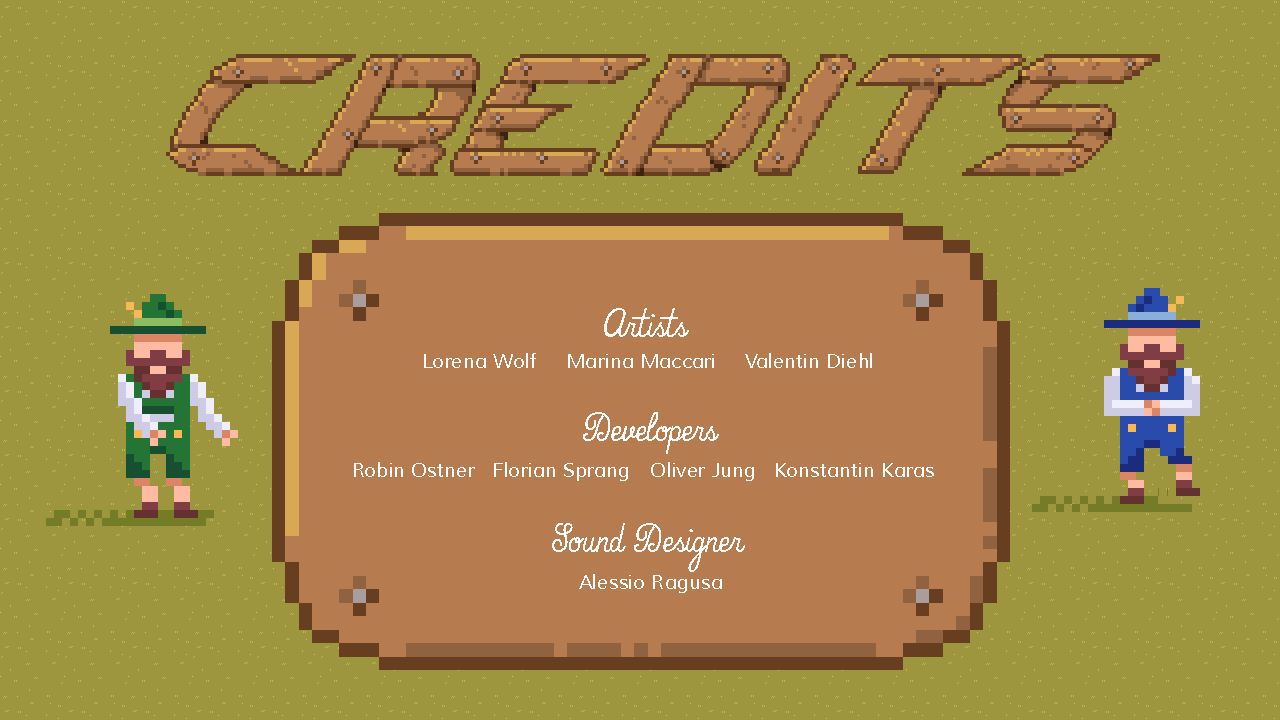 CREDITS
Artists
Lorena Wolf Marina Maccari Valentin Diehl
Developers
Robin Ostner Florian Sprang Oliver Jung Konstantin Karas
Sound Designer
Alessio Ragusa